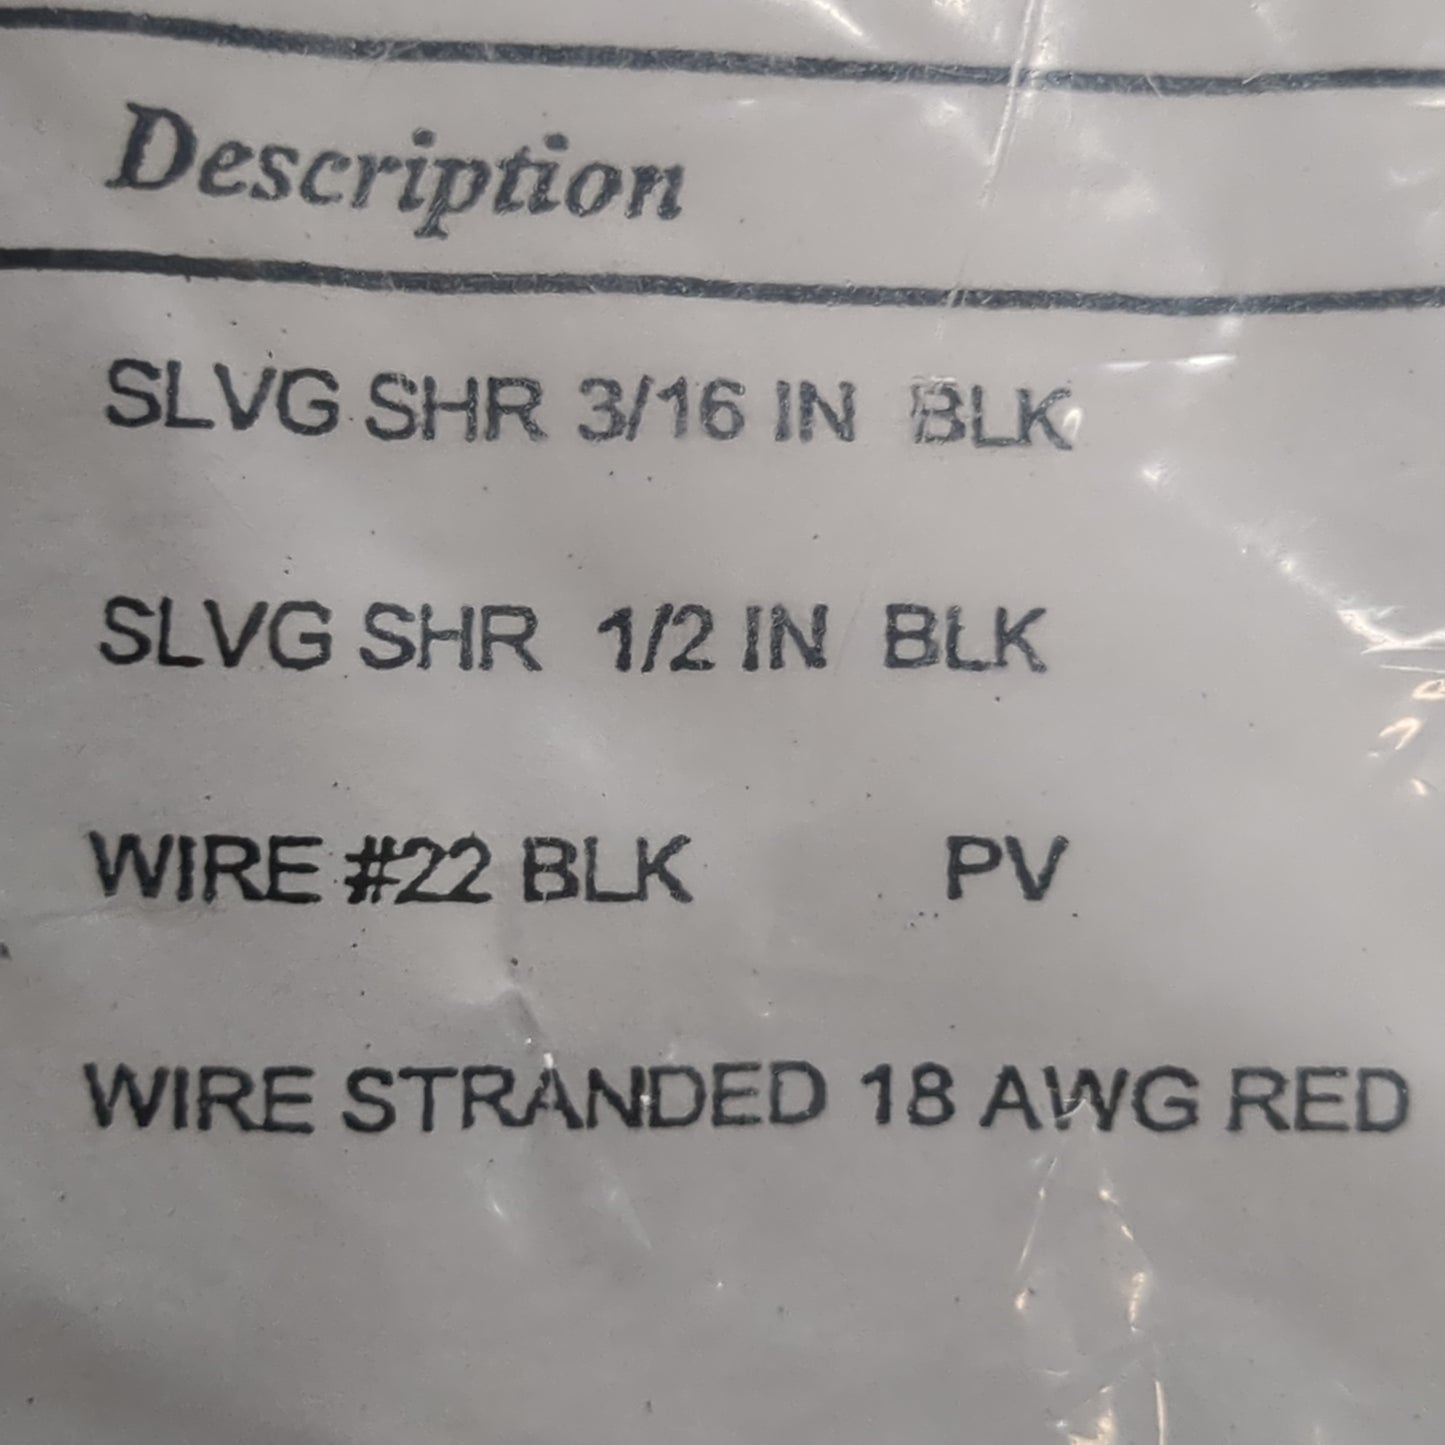 Description
SLVG SHR 3/16 IN BLK
SLVG SHR 1/2 IN BLK
WIRE #22 BLK PV
WIRE STRANDED 18 AWG RED